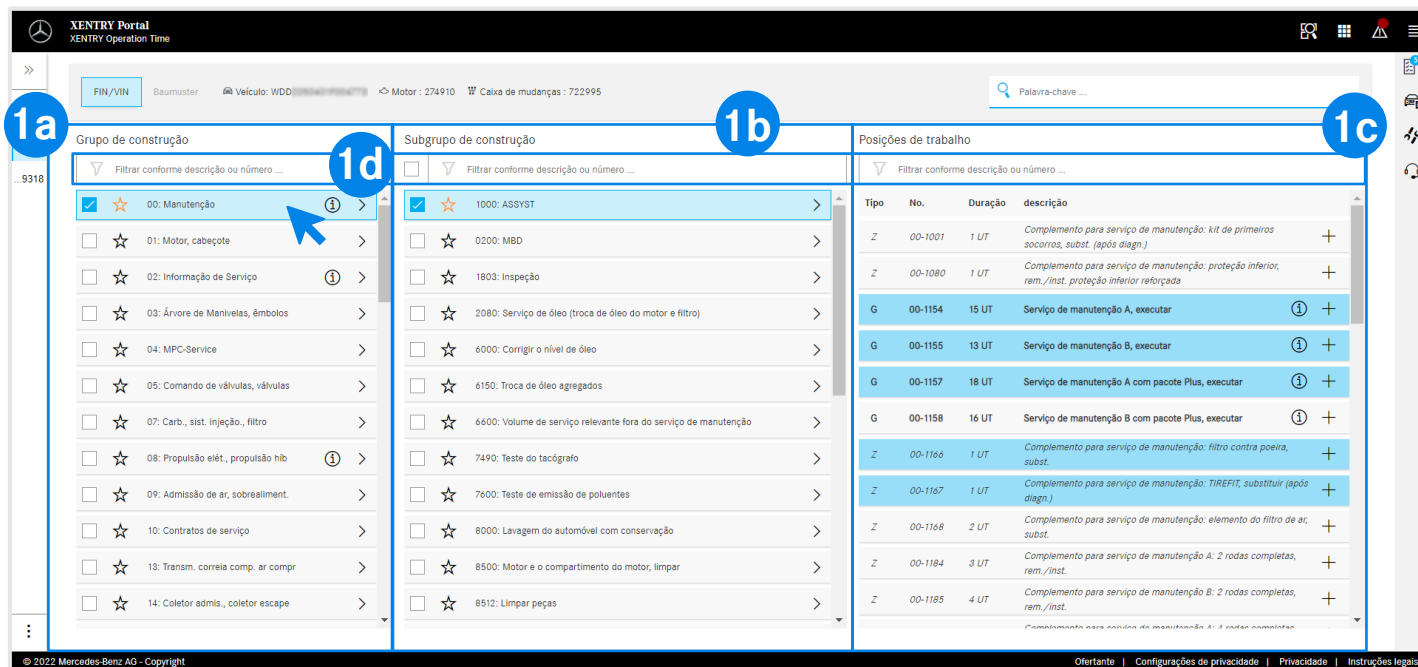 XENTRY Portal
XENTRY Operation Time
FIN/VIN
Baumuster
Veículo: WDD
Motor : 274910
Caixa de mudanças : 722995
Palavra-chave ...
1a
1b
1c
1d
...9318
Grupo de construção
Filtrar conforme descrição ou número ...
00: Manutenção
01: Motor, cabeçote
02: Informação de Serviço
03: Árvore de Manivelas, êmbolos
04: MPC-Service
05: Comando de válvulas, válvulas
07: Carb., sist. injeção., filtro
08: Propulsão elét., propulsão híb
09: Admissão de ar, sobrealiment.
10: Contratos de serviço
13: Transm. correia comp. ar compr
14: Coletor admis., coletor escape
Subgrupo de construção
Filtrar conforme descrição ou número ...
1000: ASSYST
0200: MBD
1803: Inspeção
2080: Serviço de óleo (troca de óleo do motor e filtro)
6000: Corrigir o nível de óleo
6150: Troca de óleo agregados
6600: Volume de serviço relevante fora do serviço de manutenção
7490: Teste do tacógrafo
7600: Teste de emissão de poluentes
8000: Lavagem do automóvel com conservação
8500: Motor e o compartimento do motor, limpar
8512: Limpar peças
Posições de trabalho
Filtrar conforme descrição ou número ...
Tipo No. Duração descrição
Z 00-1001 1 UT Complemento para serviço de manutenção: kit de primeiros
socorros, subst. (após diagn.)
Z 00-1080 1 UT Complemento para serviço de manutenção: proteção inferior,
rem./inst. proteção inferior reforçada
G 00-1154 15 UT Serviço de manutenção A, executar
G 00-1155 13 UT Serviço de manutenção B, executar
G 00-1157 18 UT Serviço de manutenção A com pacote Plus, executar
G 00-1158 16 UT Serviço de manutenção B com pacote Plus, executar
Z 00-1166 1 UT Complemento para serviço de manutenção: filtro contra poeira,
subst.
Z 00-1167 1 UT Complemento para serviço de manutenção: TIREFIT, substituir (após
diagn.)
Z 00-1168 2 UT Complemento para serviço de manutenção: elemento do filtro de ar,
subst.
Z 00-1184 3 UT Complemento para serviço de manutenção A: 2 rodas completas,
rem./inst.
Z 00-1185 4 UT Complemento para serviço de manutenção B: 2 rodas completas,
rem./inst.
Complemento para serviço de manutenção A: 4 rodas completas,
© 2022 Mercedes-Benz AG - Copyright
Ofertante | Configurações de privacidade | Privacidade | Instruções legais